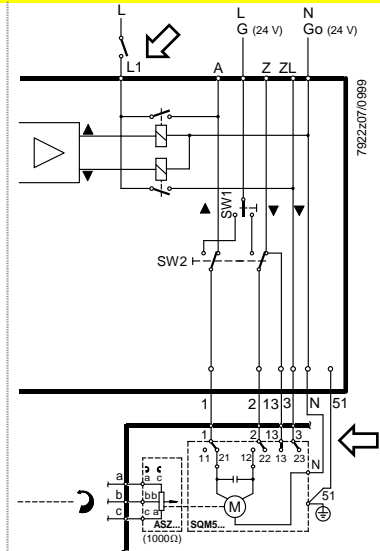 L
L
N
G (24 V)
Go (24 V)
L1
A
Z
ZL
7922z07/0999
SW1
SW2
1
2
13
3
N
51
1
2
13
3
11
21
12
22
13
23
N
a
a
c
b
b
b
c
c
a
M
51
ASZ...
SQM5...
(1000Ω)